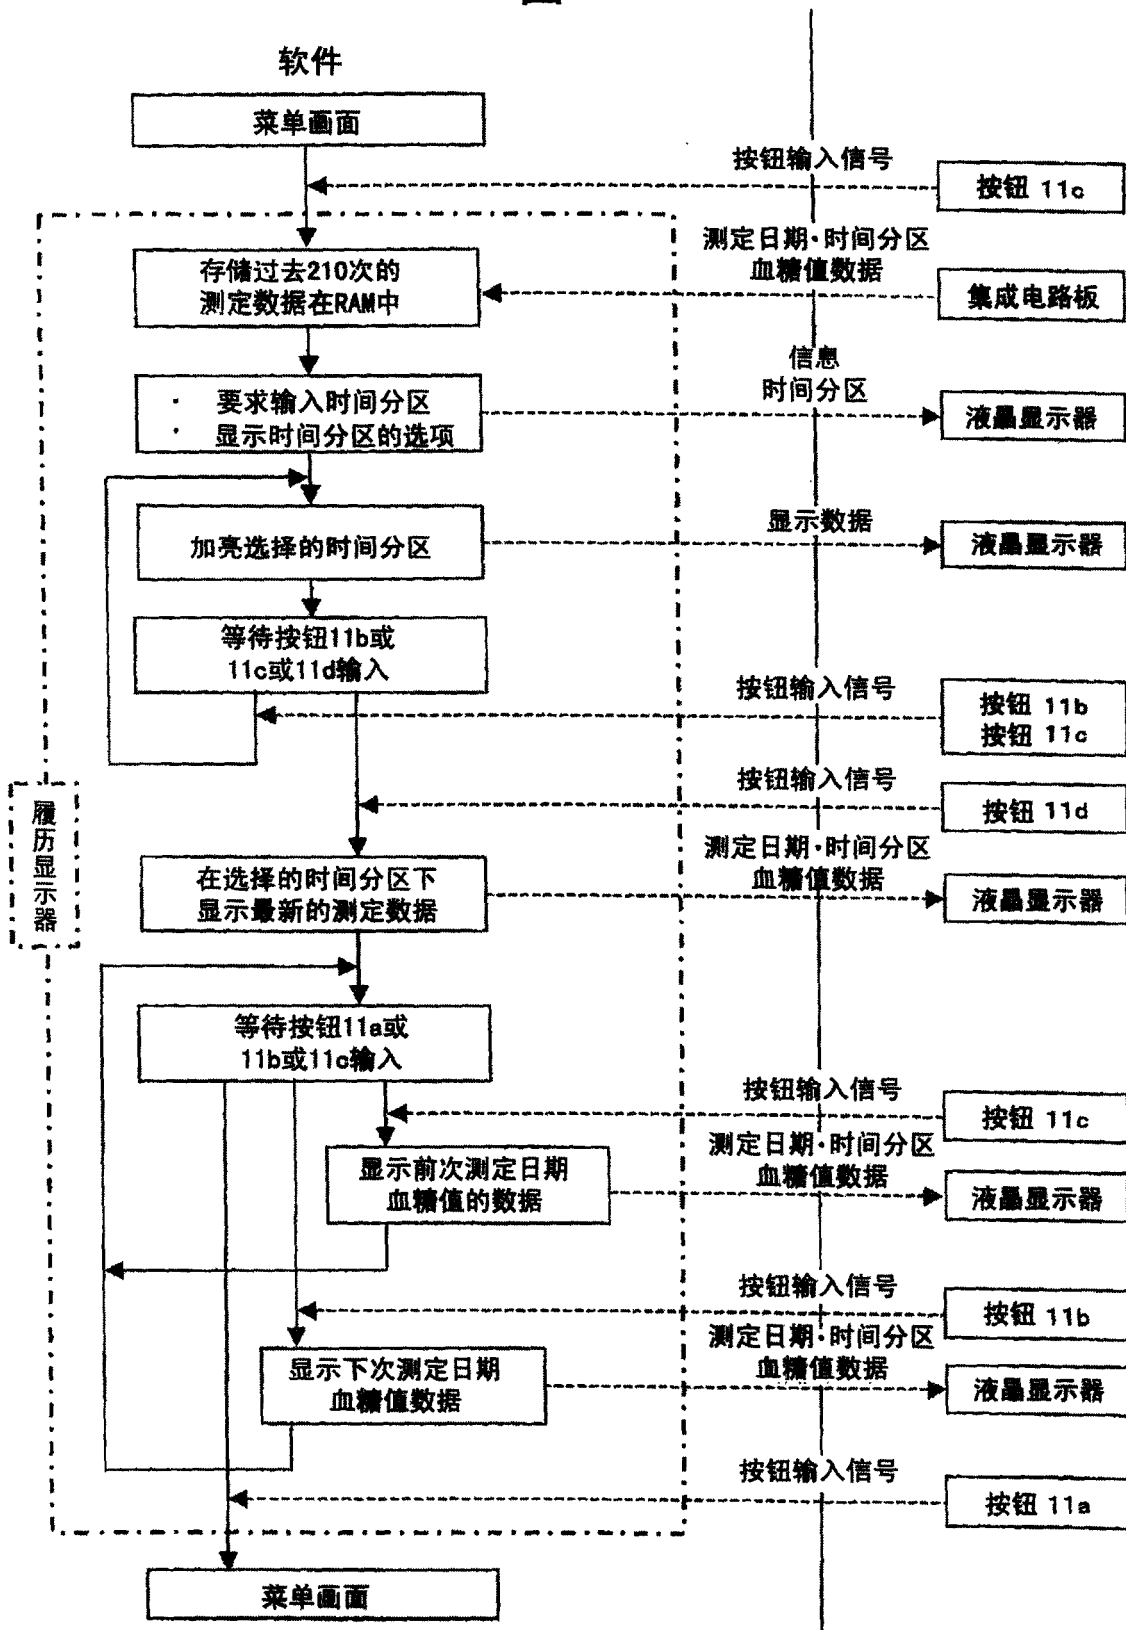 软件
菜单画面
按钮输入信号
按钮 11c
测定日期·时间分区
血糖值数据
存储过去210次的
测定数据在RAM中
集成电路板
信息
时间分区
· 要求输入时间分区
· 显示时间分区的选项
液晶显示器
显示数据
加亮选择的时间分区
液晶显示器
等待按钮11b或
11c或11d输入
按钮输入信号
按钮 11b
按钮 11c
按钮输入信号
按钮 11d
履历显示器
测定日期·时间分区
血糖值数据
在选择的时间分区下
显示最新的测定数据
液晶显示器
等待按钮11a或
11b或11c输入
按钮输入信号
按钮 11c
测定日期·时间分区
血糖值数据
显示前次测定日期
血糖值的数据
液晶显示器
按钮输入信号
按钮 11b
测定日期·时间分区
血糖值数据
显示下次测定日期
血糖值数据
液晶显示器
按钮输入信号
按钮 11a
菜单画面